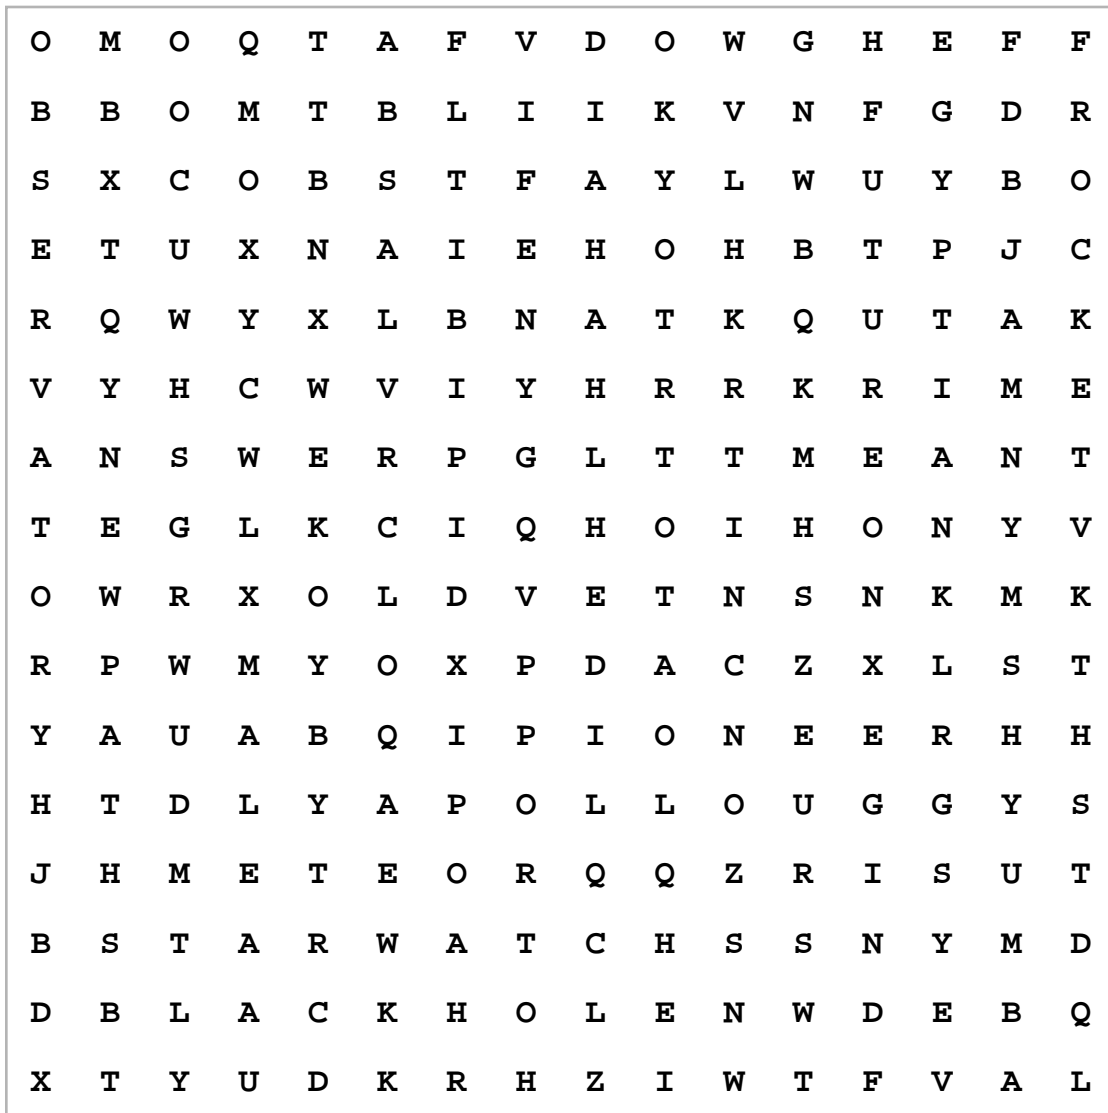 O M O Q T A F V D O W G H E F F
B B O M T B L I I K V N F G D R
S X C O B S T F A Y L W U Y B O
E T U X N A I E H O H B T P J C
R Q W Y X L B N A T K Q U T A K
V Y H C W V I Y H R R K R I M E
A N S W E R P G L T T M E A N T
T E G L K C I Q H O I H O N Y V
O W R X O L D V E T N S N K M K
R P W M Y O X P D A C Z X L S T
Y A U A B Q I P I O N E E R H H
H T D L Y A P O L L O U G G Y S
J H M E T E O R Q Q Z R I S U T
B S T A R W A T C H S S N Y M D
D B L A C K H O L E N W D E B Q
X T Y U D K R H Z I W T F V A L